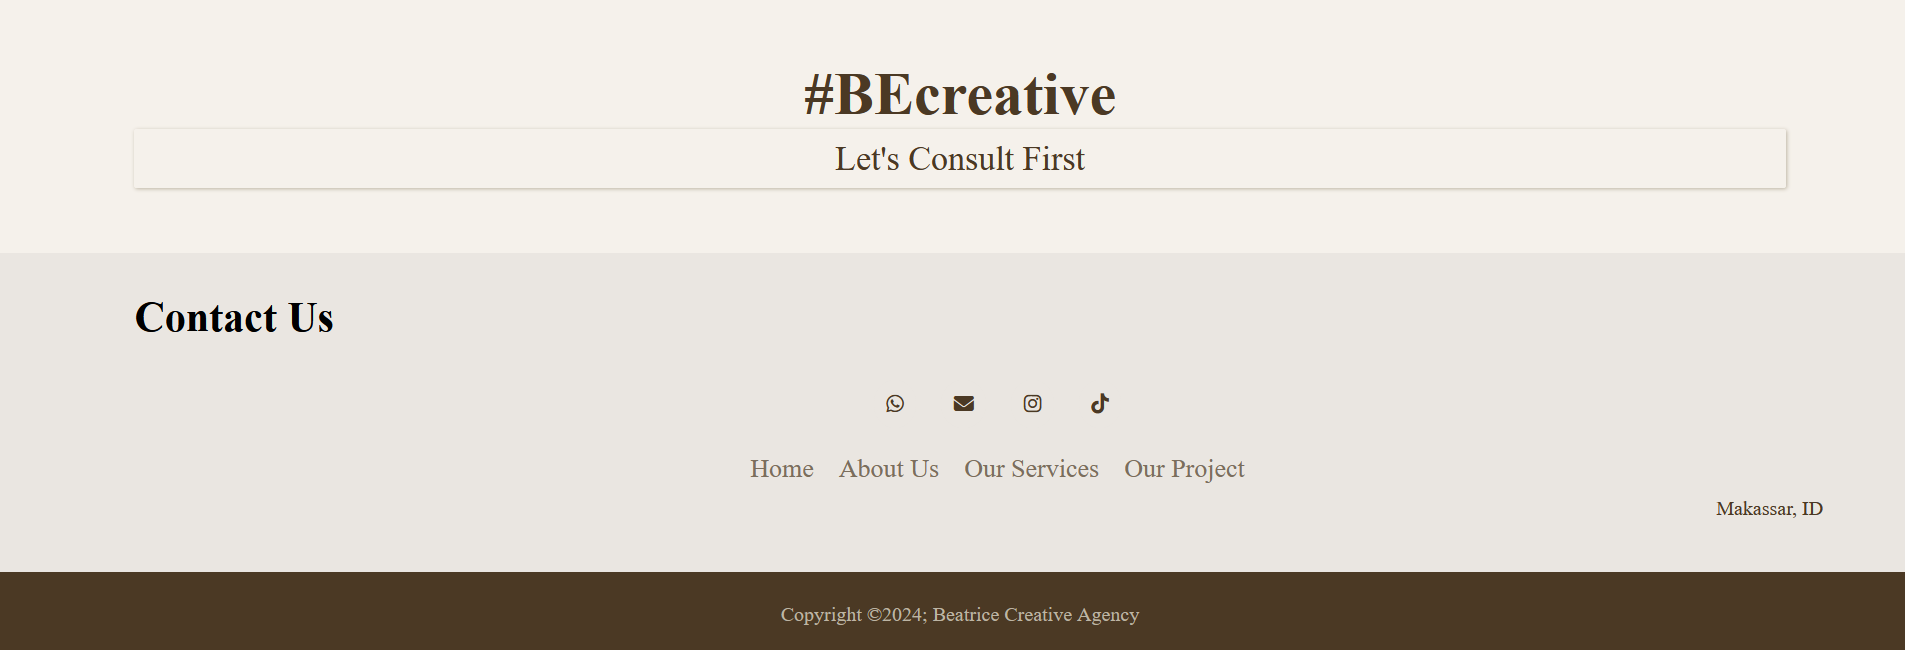 #BEcreative
Let's Consult First
Contact Us
Home About Us Our Services Our Project
Makassar, ID
Copyright ©2024; Beatrice Creative Agency